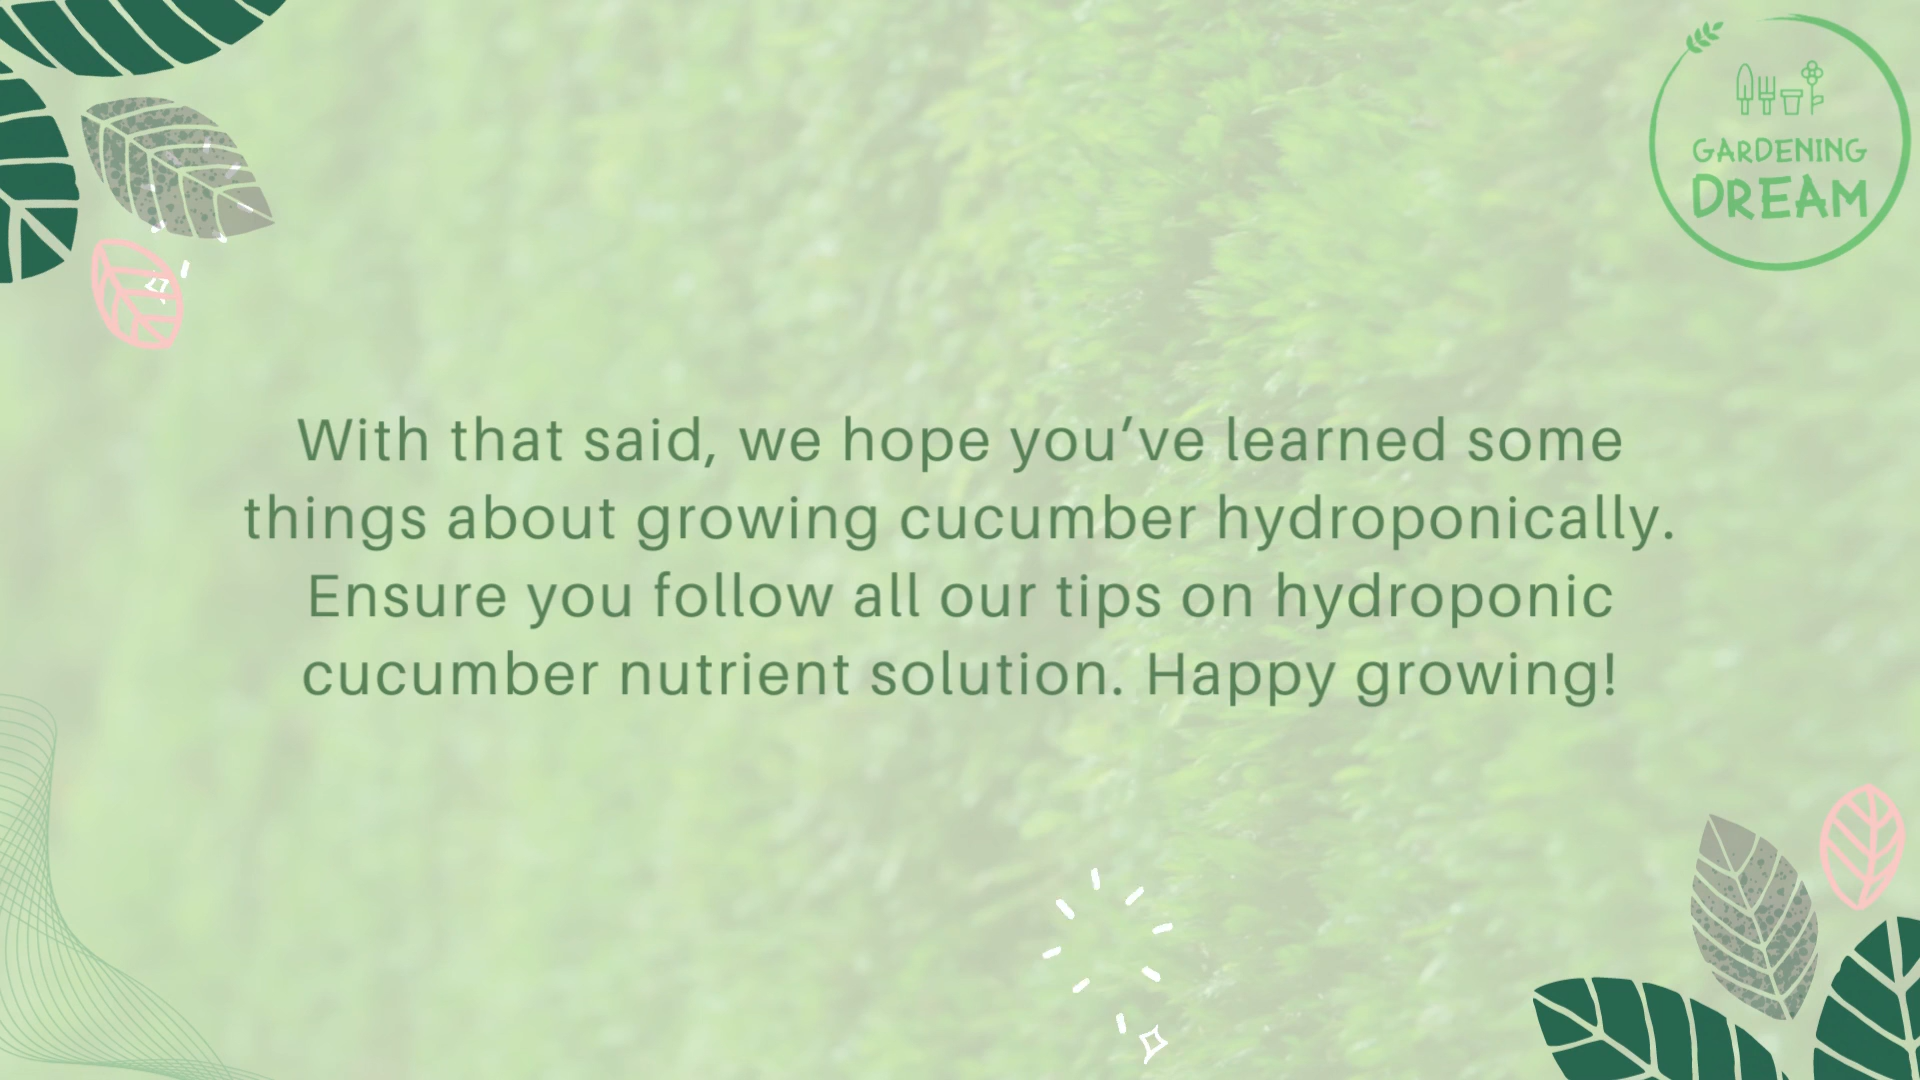 GARDENING
DREAM
With that said, we hope you’ve learned some
things about growing cucumber hydroponically.
Ensure you follow all our tips on hydroponic
cucumber nutrient solution. Happy growing!